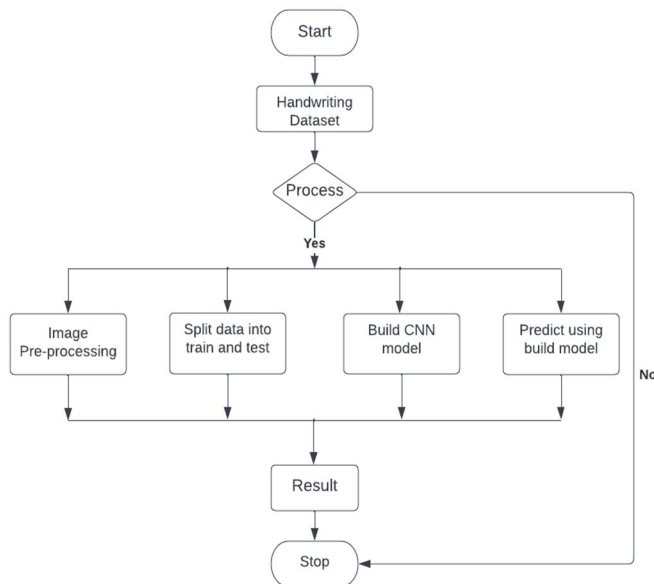 Start
Handwriting
Dataset
Process
Yes
Image
Pre-processing
Split data into
train and test
Build CNN
model
Predict using
build model
No
Result
Stop